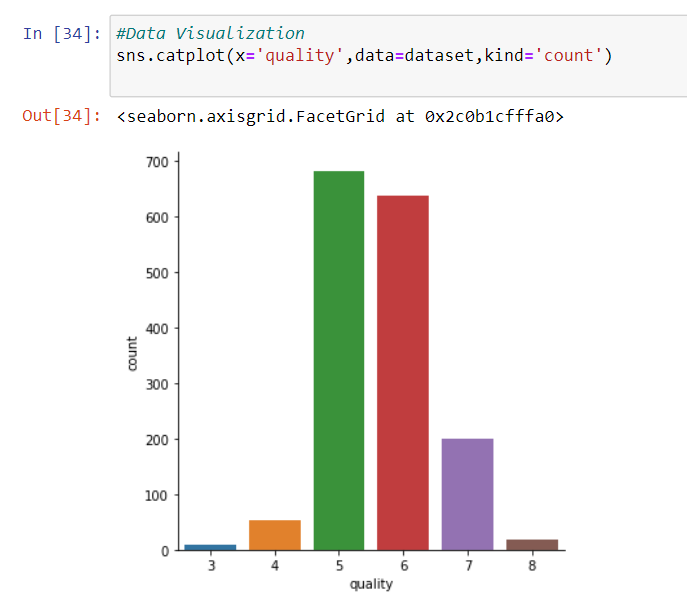 In [34]: #Data Visualization
sns.catplot(x='quality',data=dataset,kind='count')
Out[34]: <seaborn.axisgrid.FacetGrid at 0x2c0b1cfffa0>
700
600
500
400
300
200
100
0
count
3 4 5 6 7 8
quality